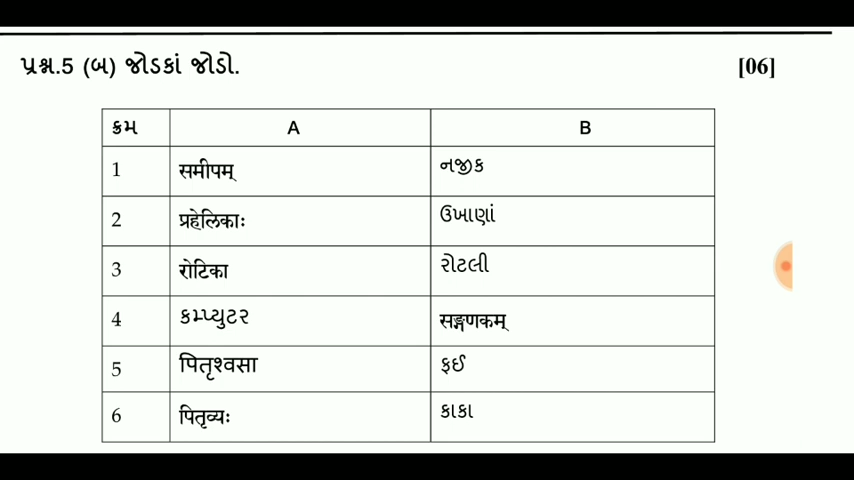 પ્રશ્ન.5 (બ) જોડકાં જોડો. [06]
ક્રમ A B
1 समीपम् નજીક
2 प्रहेलिकाः ઉખાણાં
3 रोटिका રોટલી
4 કમ્પ્યુટર सङ्गणकम्
5 पितृश्वसा ફઈ
6 पितृव्यः કાકા